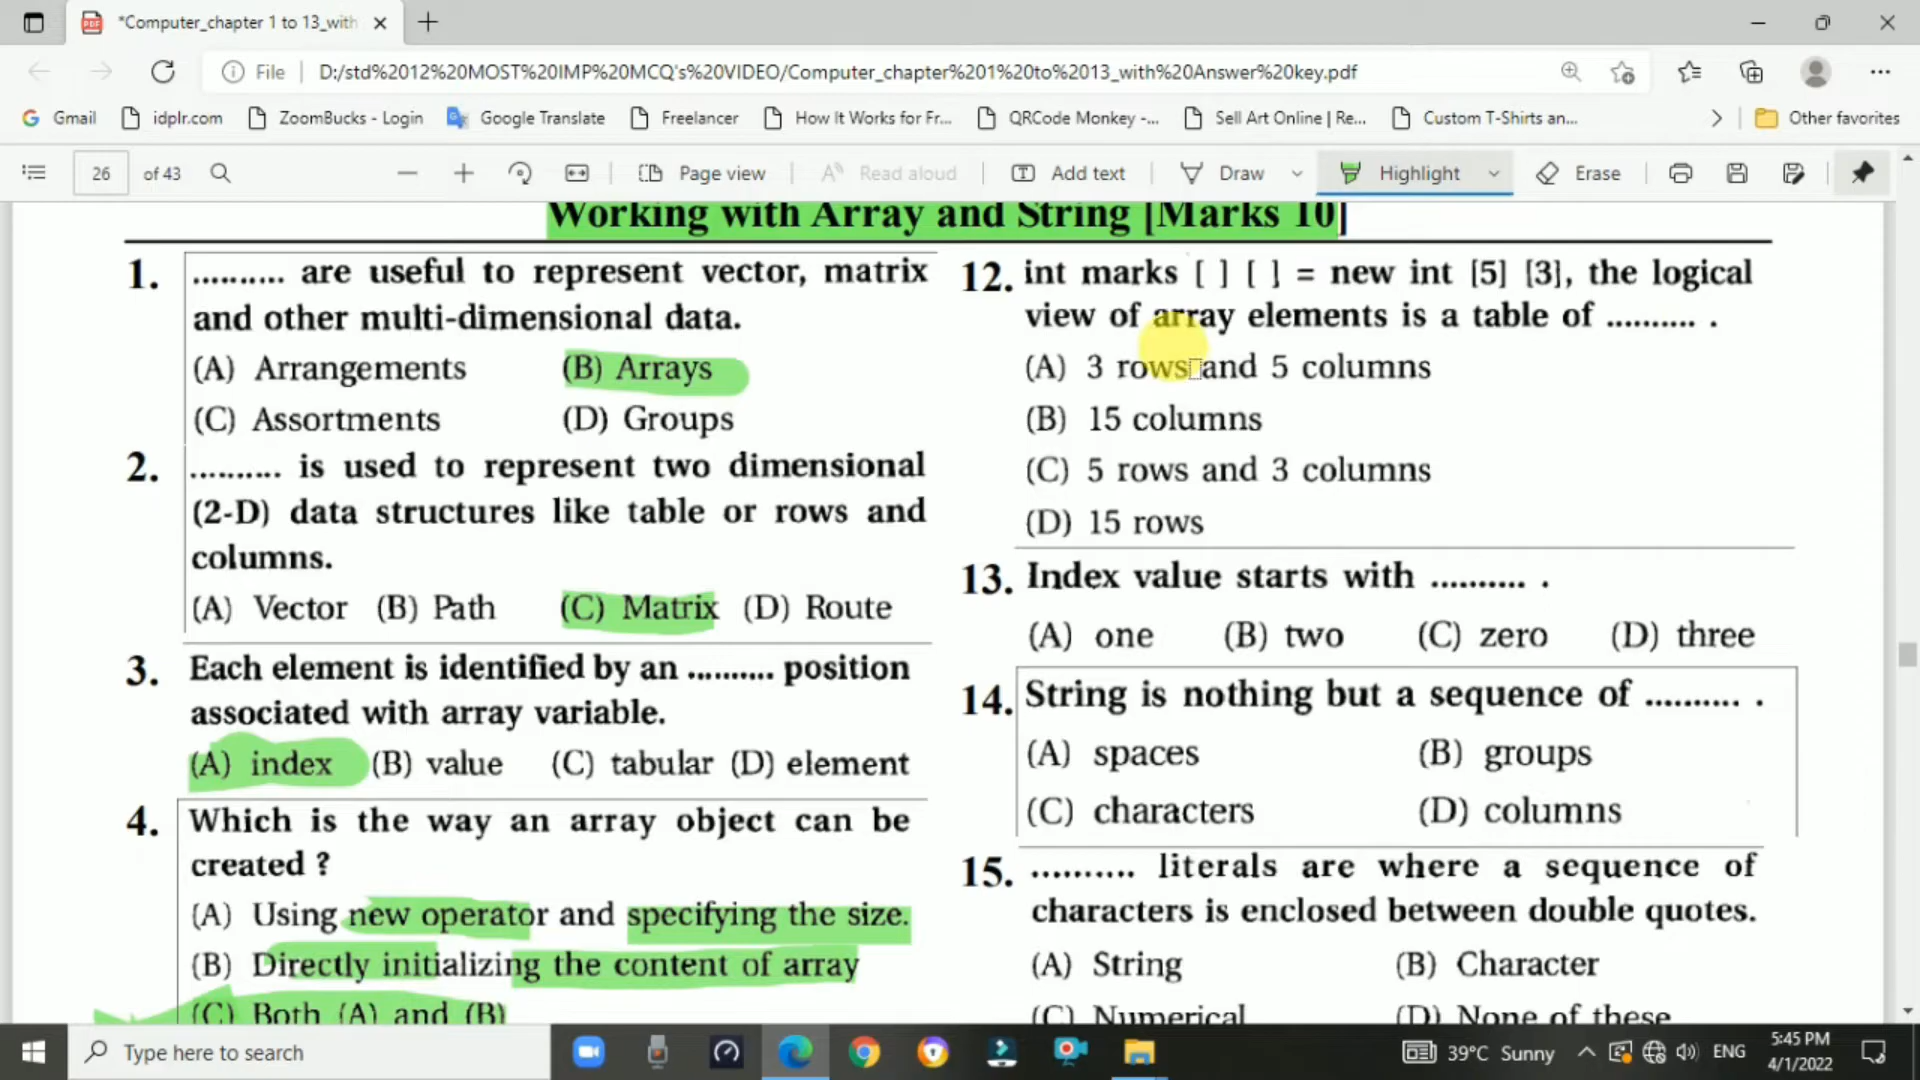 *Computer_chapter 1 to 13_with
File
D:/std%2012%20MOST%20IMP%20MCQ's%20VIDEO/Computer_chapter%201%20to%2013_with%20Answer%20key.pdf
Gmail
idplr.com
ZoomBucks - Login
Google Translate
Freelancer
How It Works for Fr...
QRCode Monkey -...
Sell Art Online | Re...
Custom T-Shirts an...
Other favorites
26 of 43
Page view
Read aloud
Add text
Draw
Highlight
Erase
Working with Array and String [Marks 10]
1. .......... are useful to represent vector, matrix
and other multi-dimensional data.
(A) Arrangements (B) Arrays
(C) Assortments (D) Groups
2. .......... is used to represent two dimensional
(2-D) data structures like table or rows and
columns.
(A) Vector (B) Path (C) Matrix (D) Route
3. Each element is identified by an .......... position
associated with array variable.
(A) index (B) value (C) tabular (D) element
4. Which is the way an array object can be
created ?
(A) Using new operator and specifying the size.
(B) Directly initializing the content of array
(C) Both (A) and (B)
12. int marks [ ] [ ] = new int [5] [3], the logical
view of array elements is a table of .......... .
(A) 3 rows and 5 columns
(B) 15 columns
(C) 5 rows and 3 columns
(D) 15 rows
13. Index value starts with .......... .
(A) one (B) two (C) zero (D) three
14. String is nothing but a sequence of .......... .
(A) spaces (B) groups
(C) characters (D) columns
15. .......... literals are where a sequence of
characters is enclosed between double quotes.
(A) String (B) Character
(C) Numerical (D) None of these
Type here to search
39°C Sunny
ENG
5:45 PM
4/1/2022